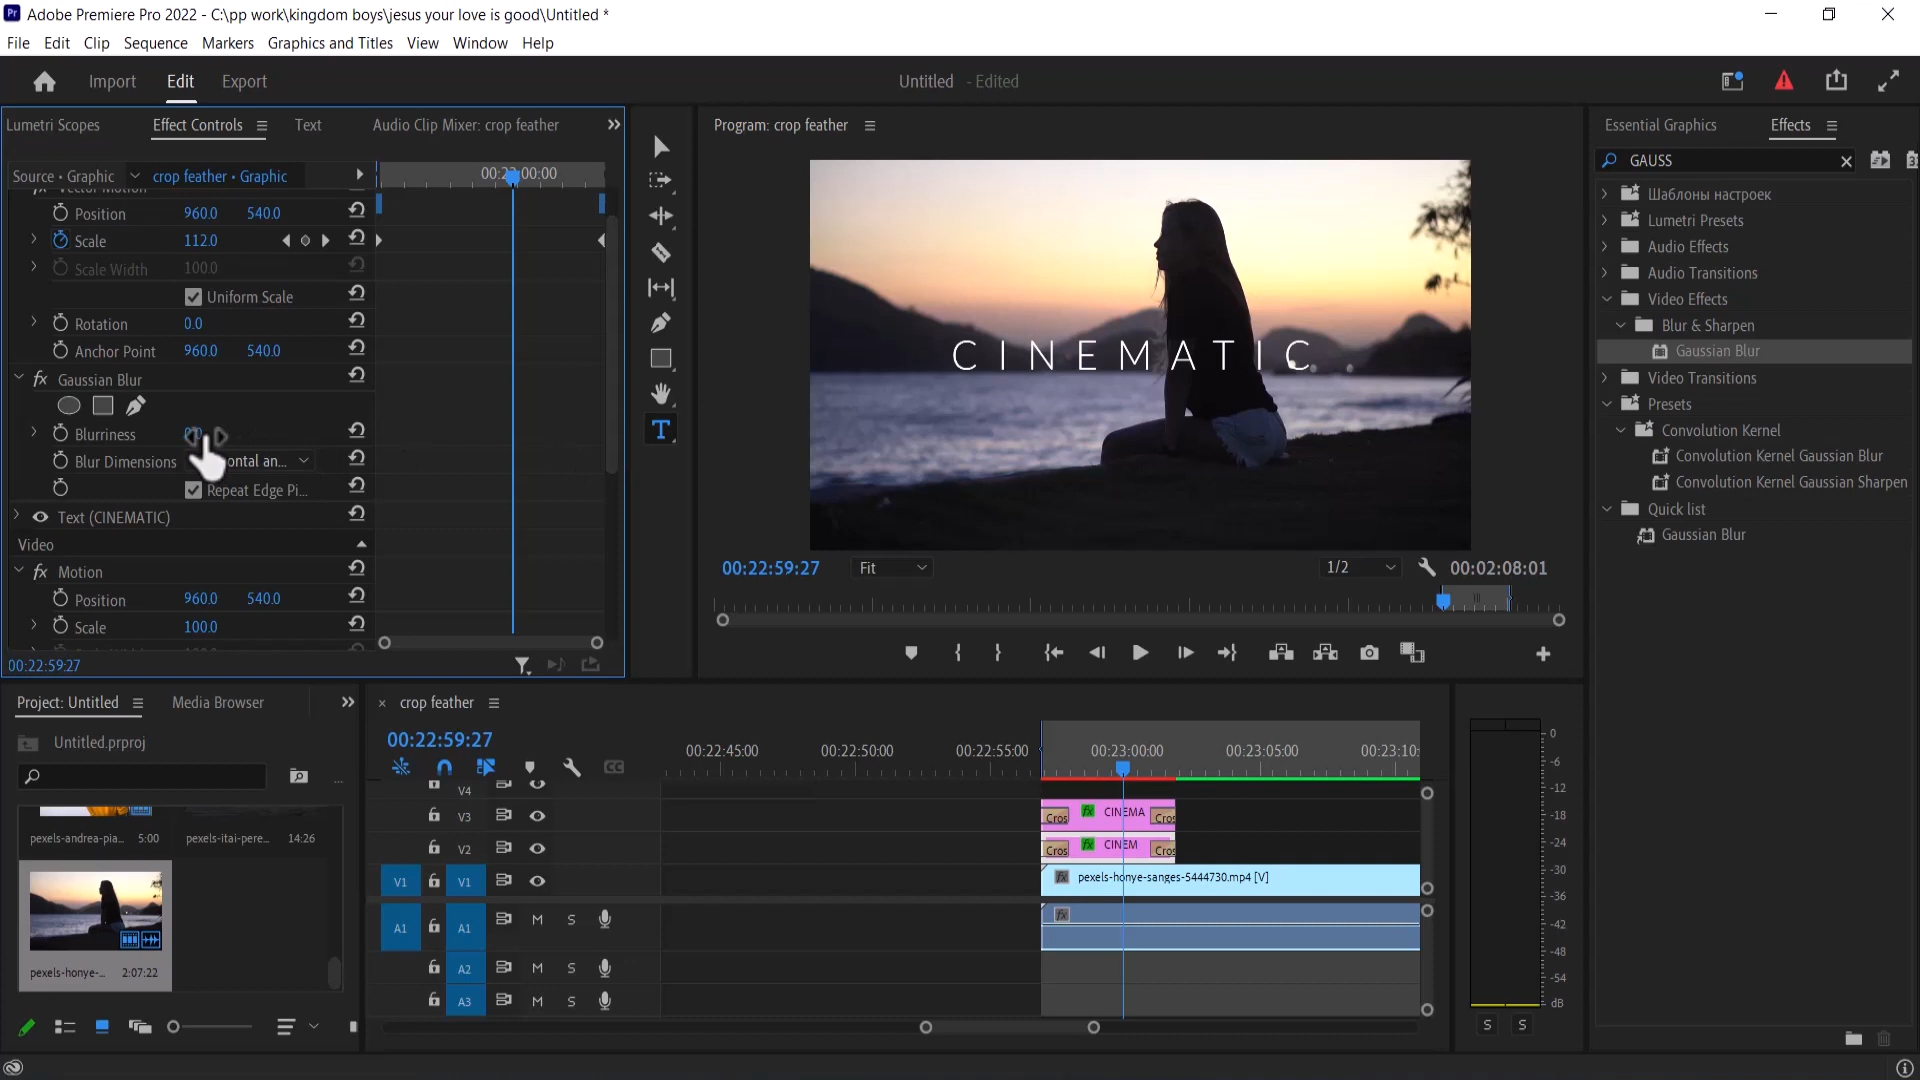 Adobe Premiere Pro 2022 - C:\pp work\kingdom boys\jesus your love is good\Untitled *
File Edit Clip Sequence Markers Graphics and Titles View Window Help
Import Edit Export
Untitled - Edited
Lumetri Scopes Effect Controls Text Audio Clip Mixer: crop feather
Source • Graphic crop feather • Graphic
Vector Motion
Position 960.0 540.0
Scale 112.0
Scale Width 100.0
Uniform Scale
Rotation 0.0
Anchor Point 960.0 540.0
Gaussian Blur
Blurriness
Blur Dimensions
Repeat Edge Pi...
Text (CINEMATIC)
Video
Motion
Position 960.0 540.0
Scale 100.0
00:22:59:27
Program: crop feather
CINEMATIC
00:22:59:27 Fit 1/2 00:02:08:01
Essential Graphics Effects
GAUSS
Шаблоны настроек
Lumetri Presets
Audio Effects
Audio Transitions
Video Effects
Blur & Sharpen
Gaussian Blur
Video Transitions
Presets
Convolution Kernel
Convolution Kernel Gaussian Blur
Convolution Kernel Gaussian Sharpen
Quick list
Gaussian Blur
Project: Untitled Media Browser
Untitled.prproj
pexels-andrea-pia... 5:00 pexels-itai-pere... 14:26
pexels-honye-... 2:07:22
crop feather
00:22:59:27
00:22:45:00 00:22:50:00 00:22:55:00 00:23:00:00 00:23:05:00 00:23:10:
V4
V3 Cros fx CINEMA Cros
V2 Cros fx CINEM Cros
V1 V1 fx pexels-honye-sanges-5444730.mp4 [V]
A1 A1 M S fx
A2 M S
A3 M S
0
-6
-12
-18
-24
-30
-36
-42
-48
-54
dB
S S